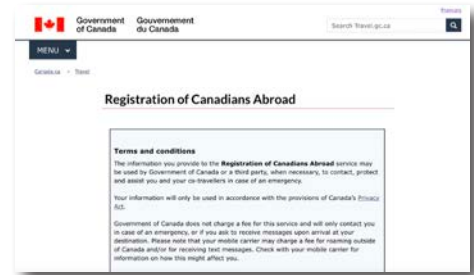 Français
Government of Canada
Gouvernement du Canada
Search Travel.gc.ca
MENU
Canada.ca > Travel
Registration of Canadians Abroad
Terms and conditions
The information you provide to the Registration of Canadians Abroad service may
be used by Government of Canada or a third party, when necessary, to contact, protect
and assist you and your co-travellers in case of an emergency.
Your information will only be used in accordance with the provisions of Canada's Privacy
Act.
Government of Canada does not charge a fee for this service and will only contact you
in case of an emergency, or if you ask to receive messages upon arrival at your
destination. Please note that your mobile carrier may charge a fee for roaming outside
of Canada and/or for receiving text messages. Check with your mobile carrier for
information on how this might affect you.